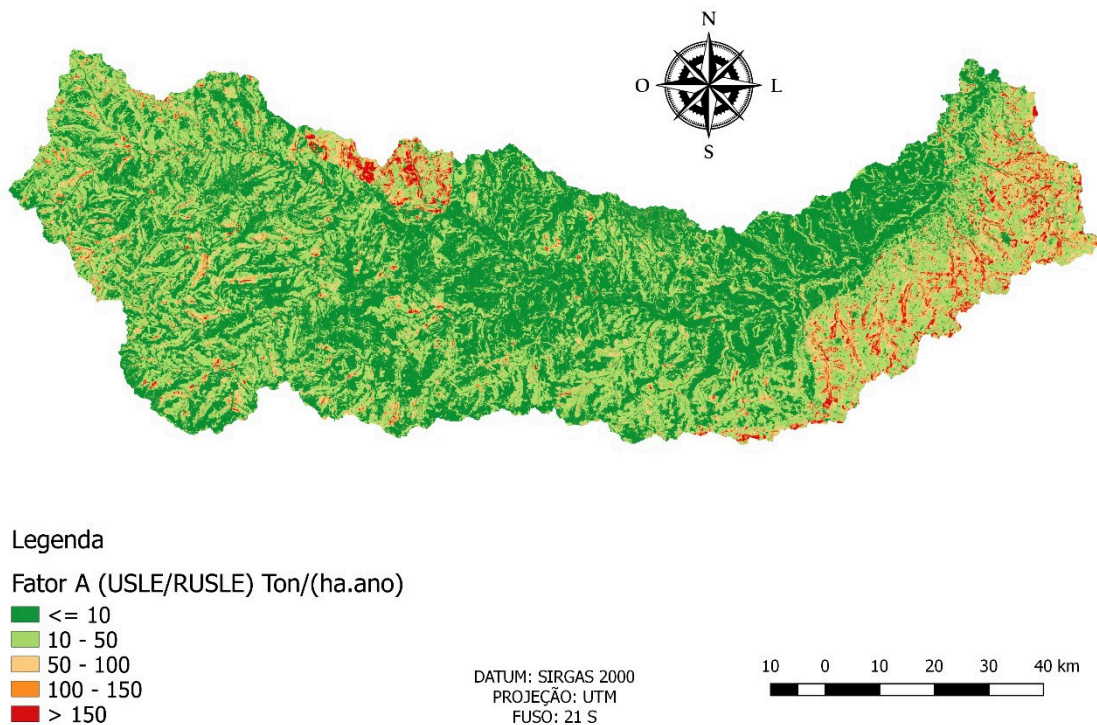 N
O
L
S
Legenda
Fator A (USLE/RUSLE) Ton/(ha.ano)
<= 10
10 - 50
50 - 100
100 - 150
> 150
DATUM: SIRGAS 2000
PROJEÇÃO: UTM
FUSO: 21 S
10 0 10 20 30 40 km